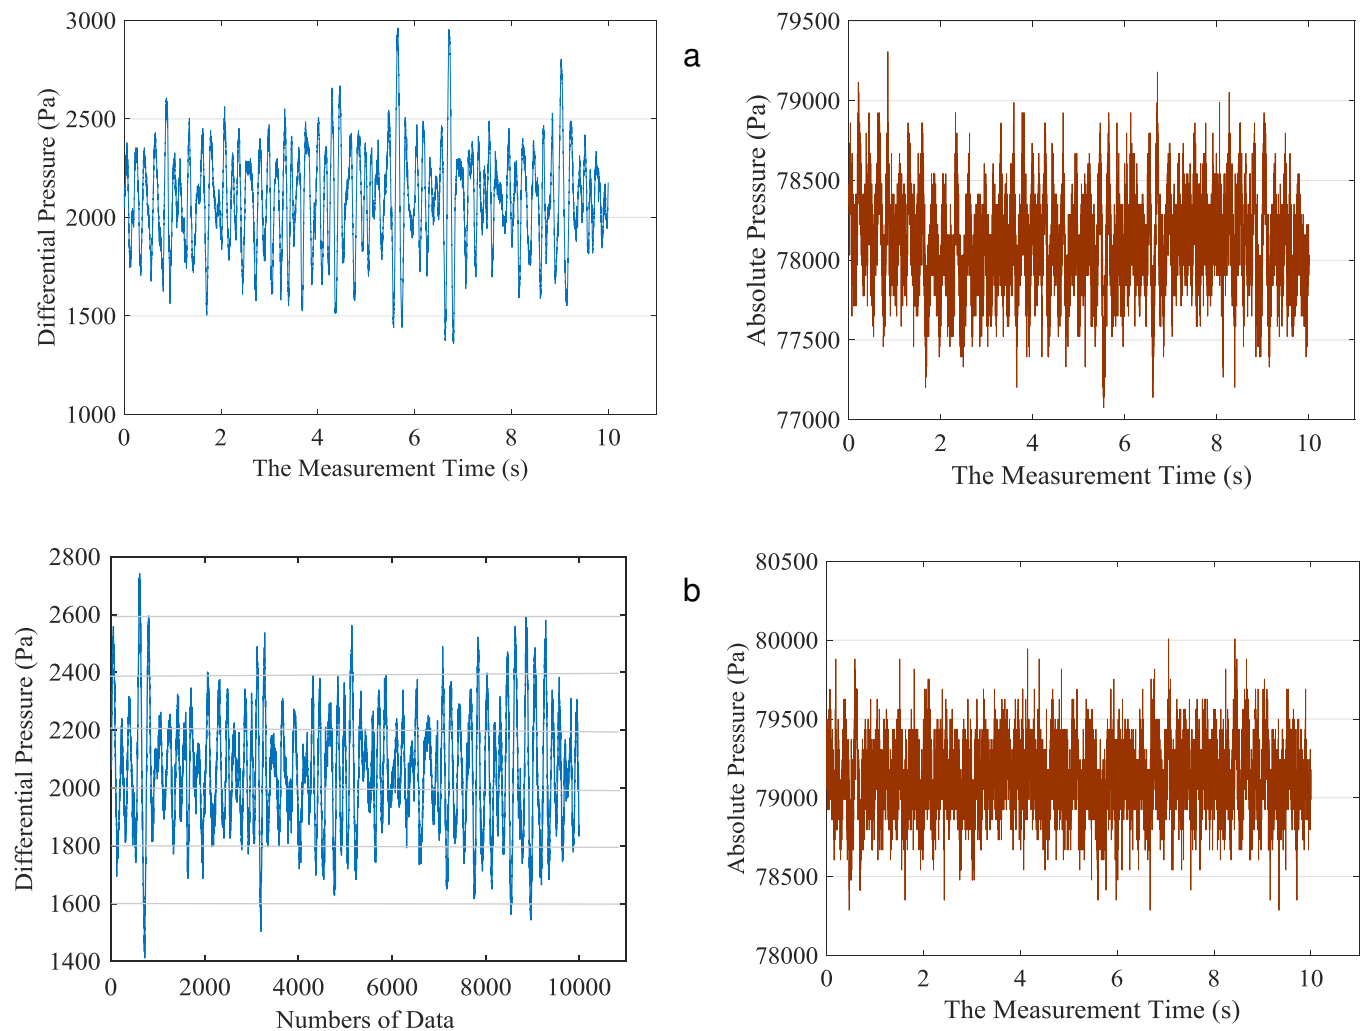 3000
2500
2000
1500
1000
0 2 4 6 8 10
Differential Pressure (Pa)
The Measurement Time (s)
a
79500
79000
78500
78000
77500
77000
0 2 4 6 8 10
Absolute Pressure (Pa)
The Measurement Time (s)
2800
2600
2400
2200
2000
1800
1600
1400
0 2000 4000 6000 8000 10000
Differential Pressure (Pa)
Numbers of Data
b
80500
80000
79500
79000
78500
78000
0 2 4 6 8 10
Absolute Pressure (Pa)
The Measurement Time (s)